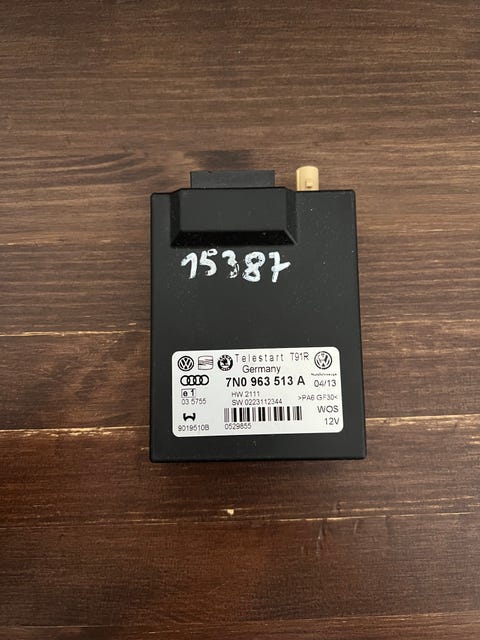 15387
Telestart T91R
Germany
7N0 963 513 A 04/13
e1 HW 2111 >PA6 GF30<
03 5755 SW 0223112344
WOS
12V
9019510B 0529855